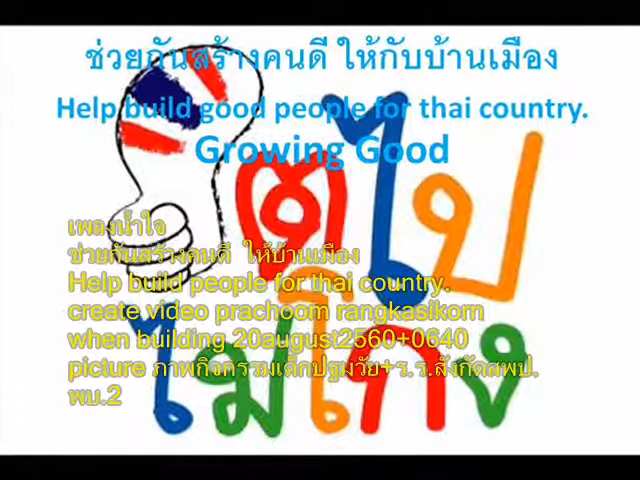 ช่วยกันสร้างคนดี ให้กับบ้านเมือง
Help build good people for thai country.
Growing Good
โตไป
ไม่โกง
เพลงน้ำใจ
ช่วยกันสร้างคนดี ให้บ้านเมือง
Help build people for thai country.
create video prachoom rangkasikorn
when building 20august2560+0640
picture ภาพกิจกรรมเด็กปฐมวัย+ร.ร.สังกัดสพป.
พบ.2